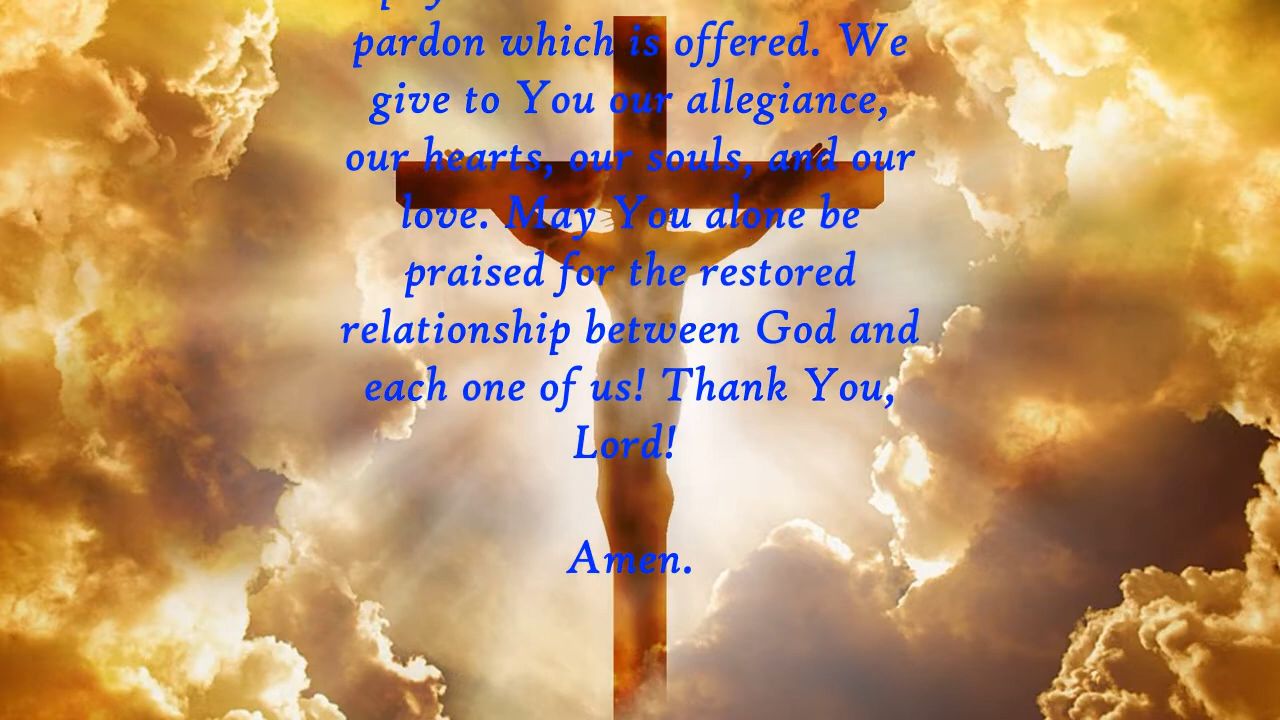 pardon which is offered. We
give to You our allegiance,
our hearts, our souls, and our
love. May You alone be
praised for the restored
relationship between God and
each one of us! Thank You,
Lord!
Amen.